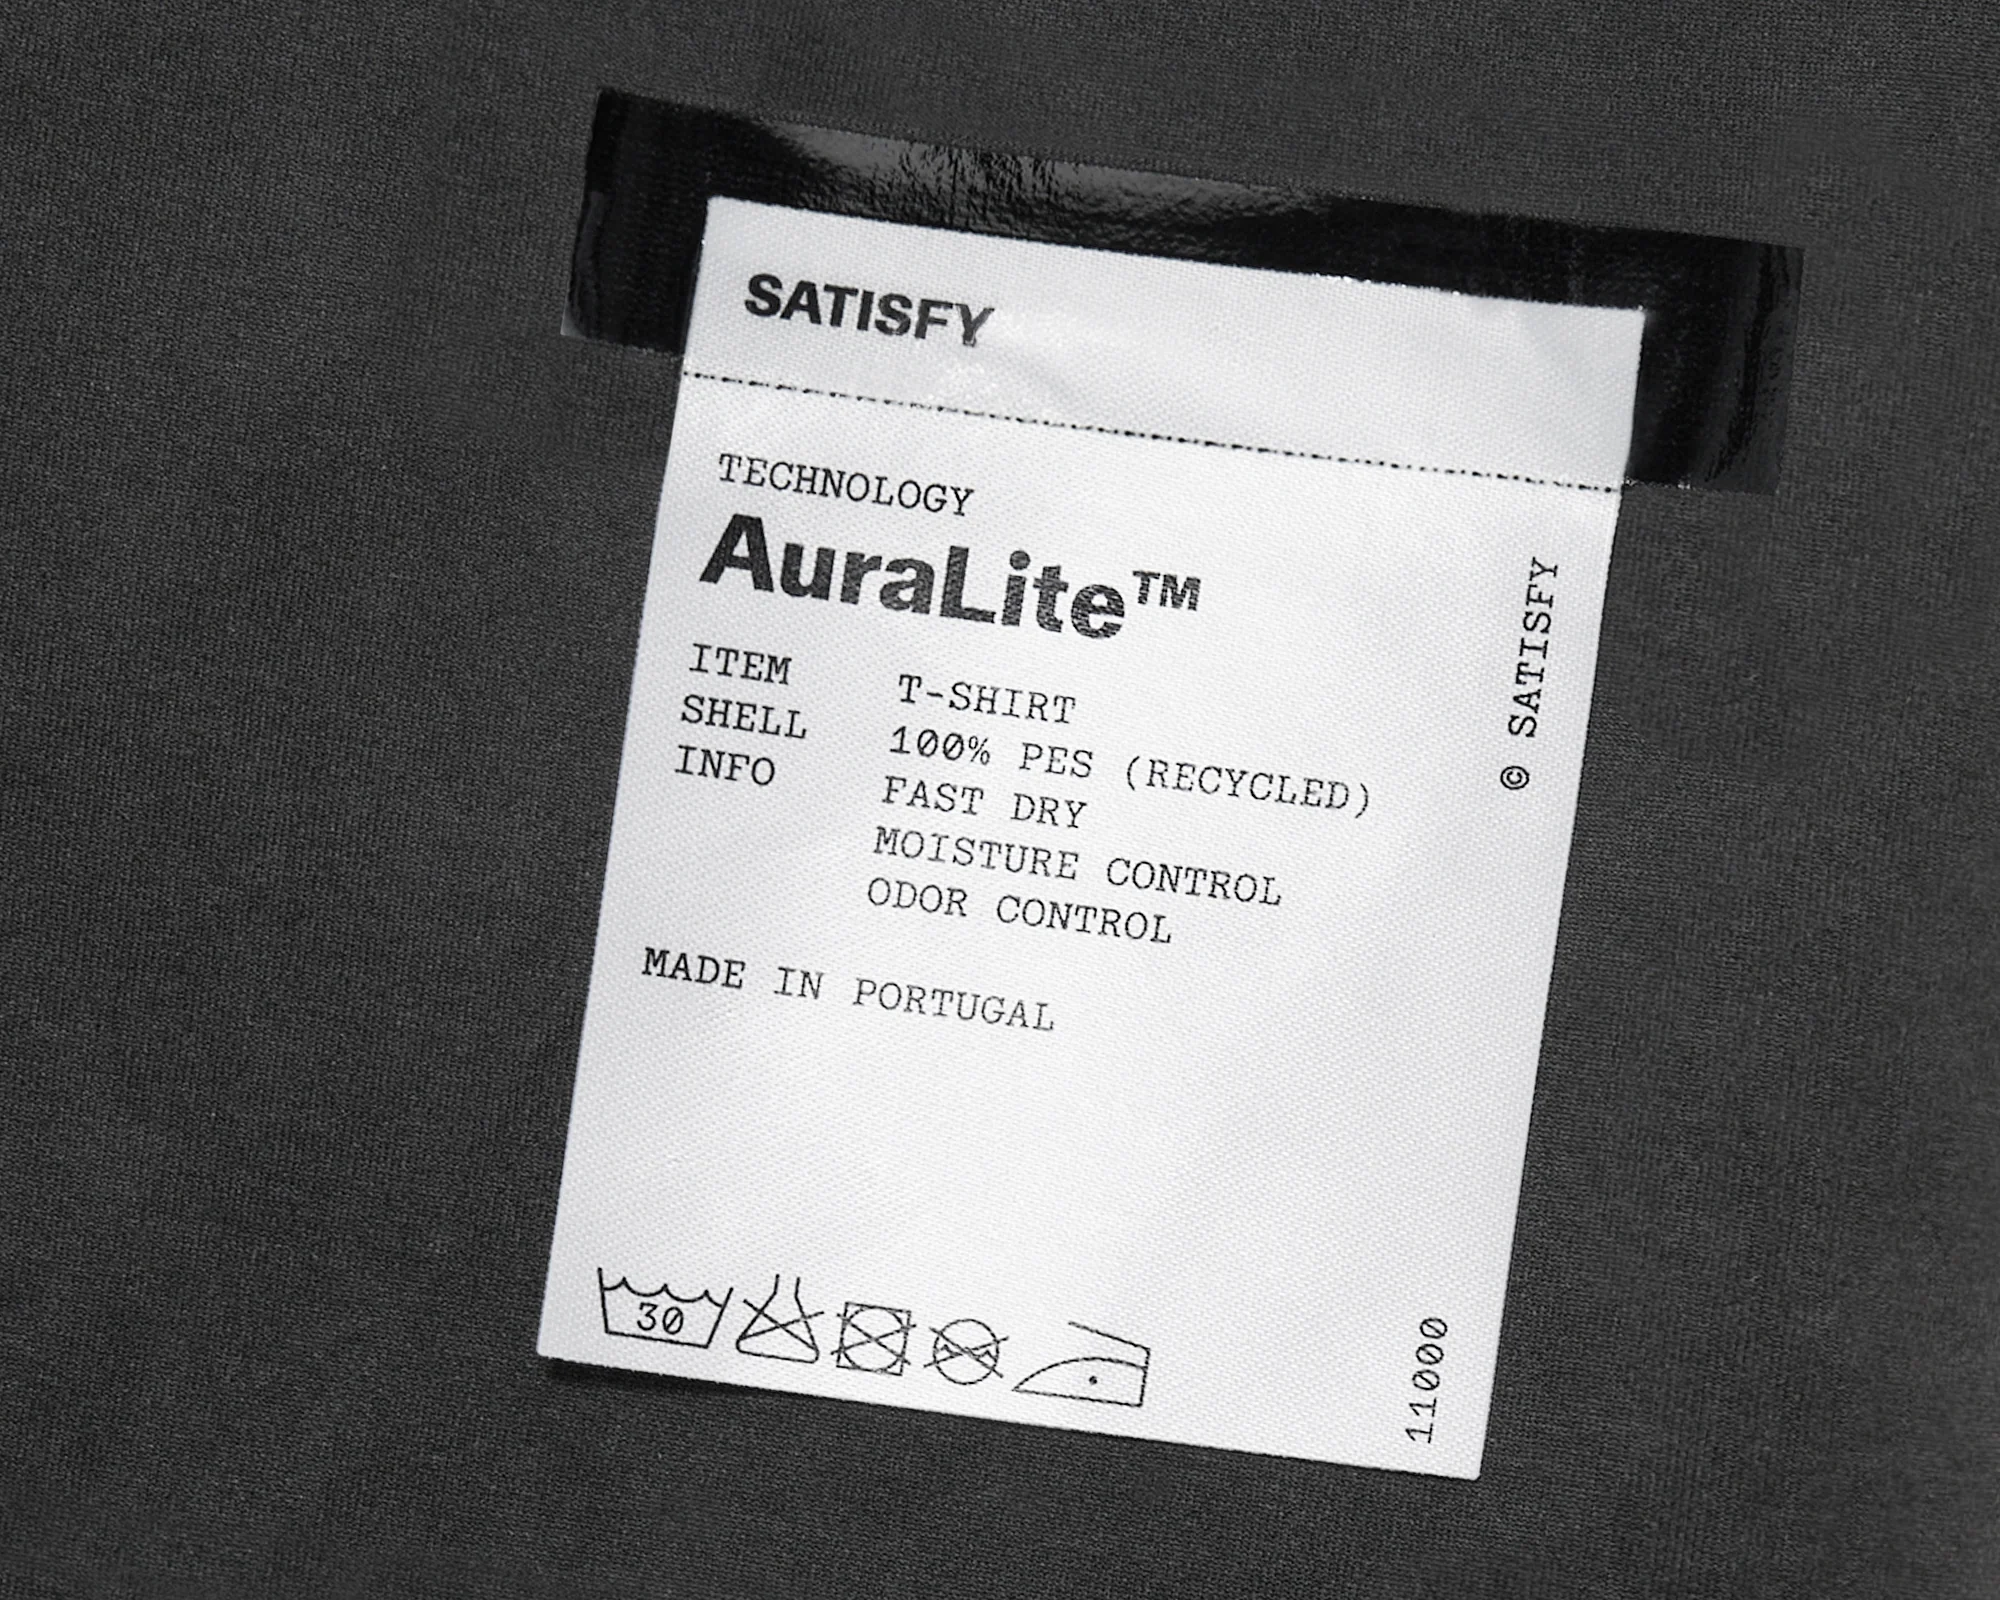 SATISFY
TECHNOLOGY
AuraLite™
ITEM T-SHIRT
SHELL 100% PES (RECYCLED)
INFO FAST DRY
MOISTURE CONTROL
ODOR CONTROL
MADE IN PORTUGAL
© SATISFY
30
11000